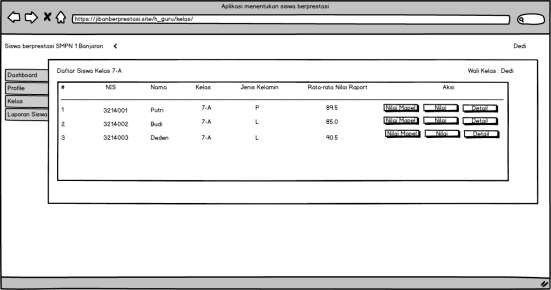 Aplikasi menentukan siswa berprestasi
https://jibanberprestasi.site/h_guru/kelas/
Siswa berprestasi SMPN 1 Banjaran <
Dedi
Dashboard
Profile
Kelas
Laporan Siswa
Daftar Siswa Kelas 7-A
Wali Kelas : Dedi
# NIS Nama Kelas Jenis Kelamin Rata-rata Nilai Raport Aksi
1 3214001 Putri 7-A P 89.5 Nilai Mapel Nilai Detail
2 3214002 Budi 7-A L 85.0 Nilai Mapel Nilai Detail
3 3214003 Deden 7-A L 90.5 Nilai Mapel Nilai Detail